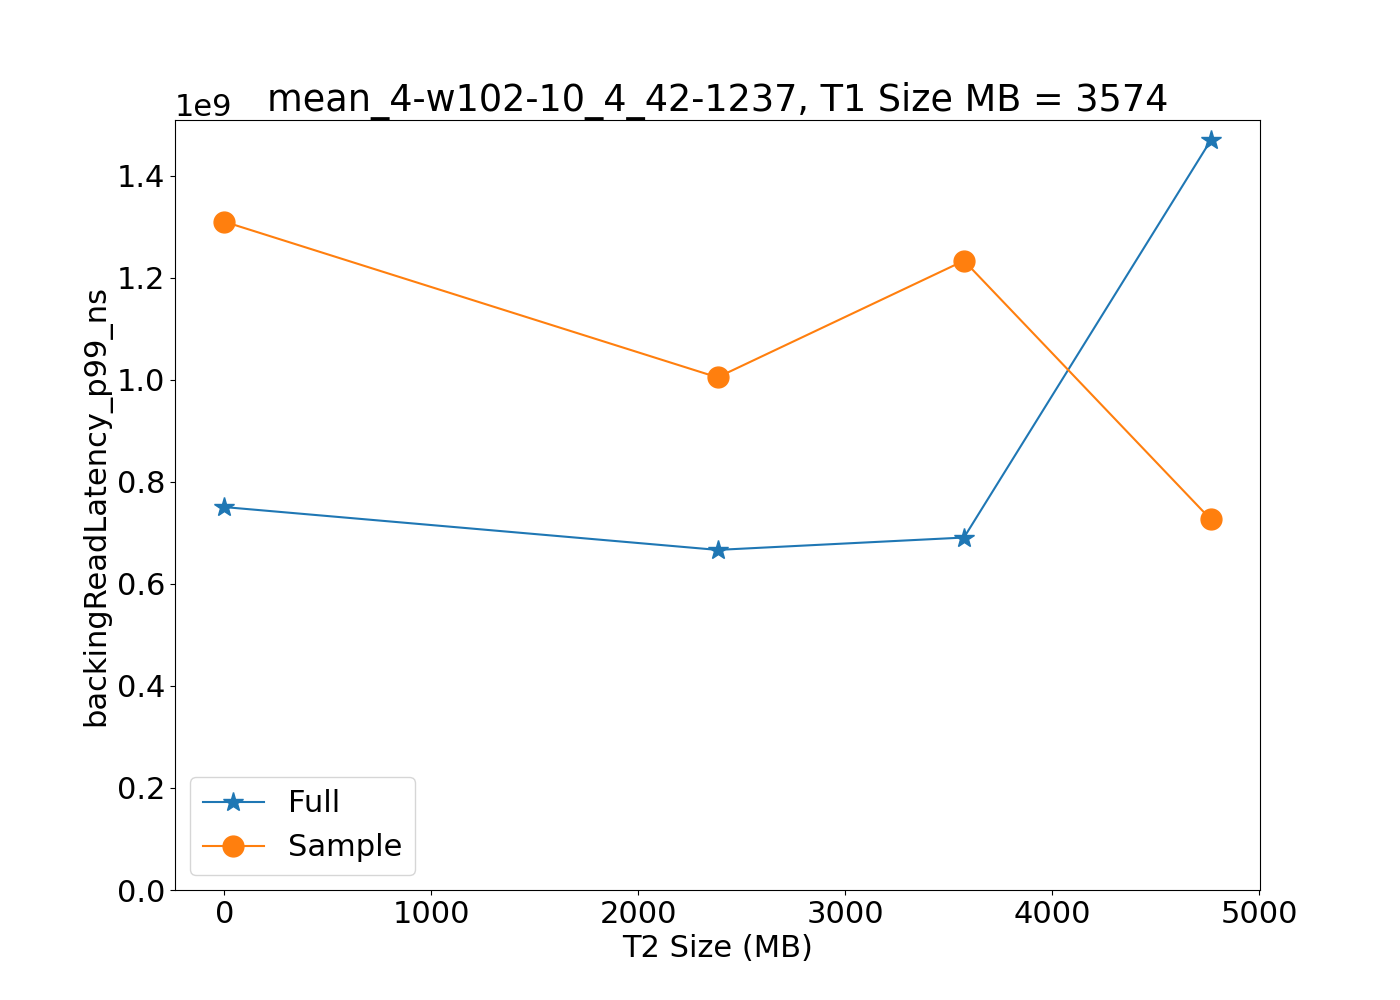 1e9
mean_4-w102-10_4_42-1237, T1 Size MB = 3574
backingReadLatency_p99_ns
1.4
1.2
1.0
0.8
0.6
0.4
0.2
0.0
Full
Sample
0 1000 2000 3000 4000 5000
T2 Size (MB)